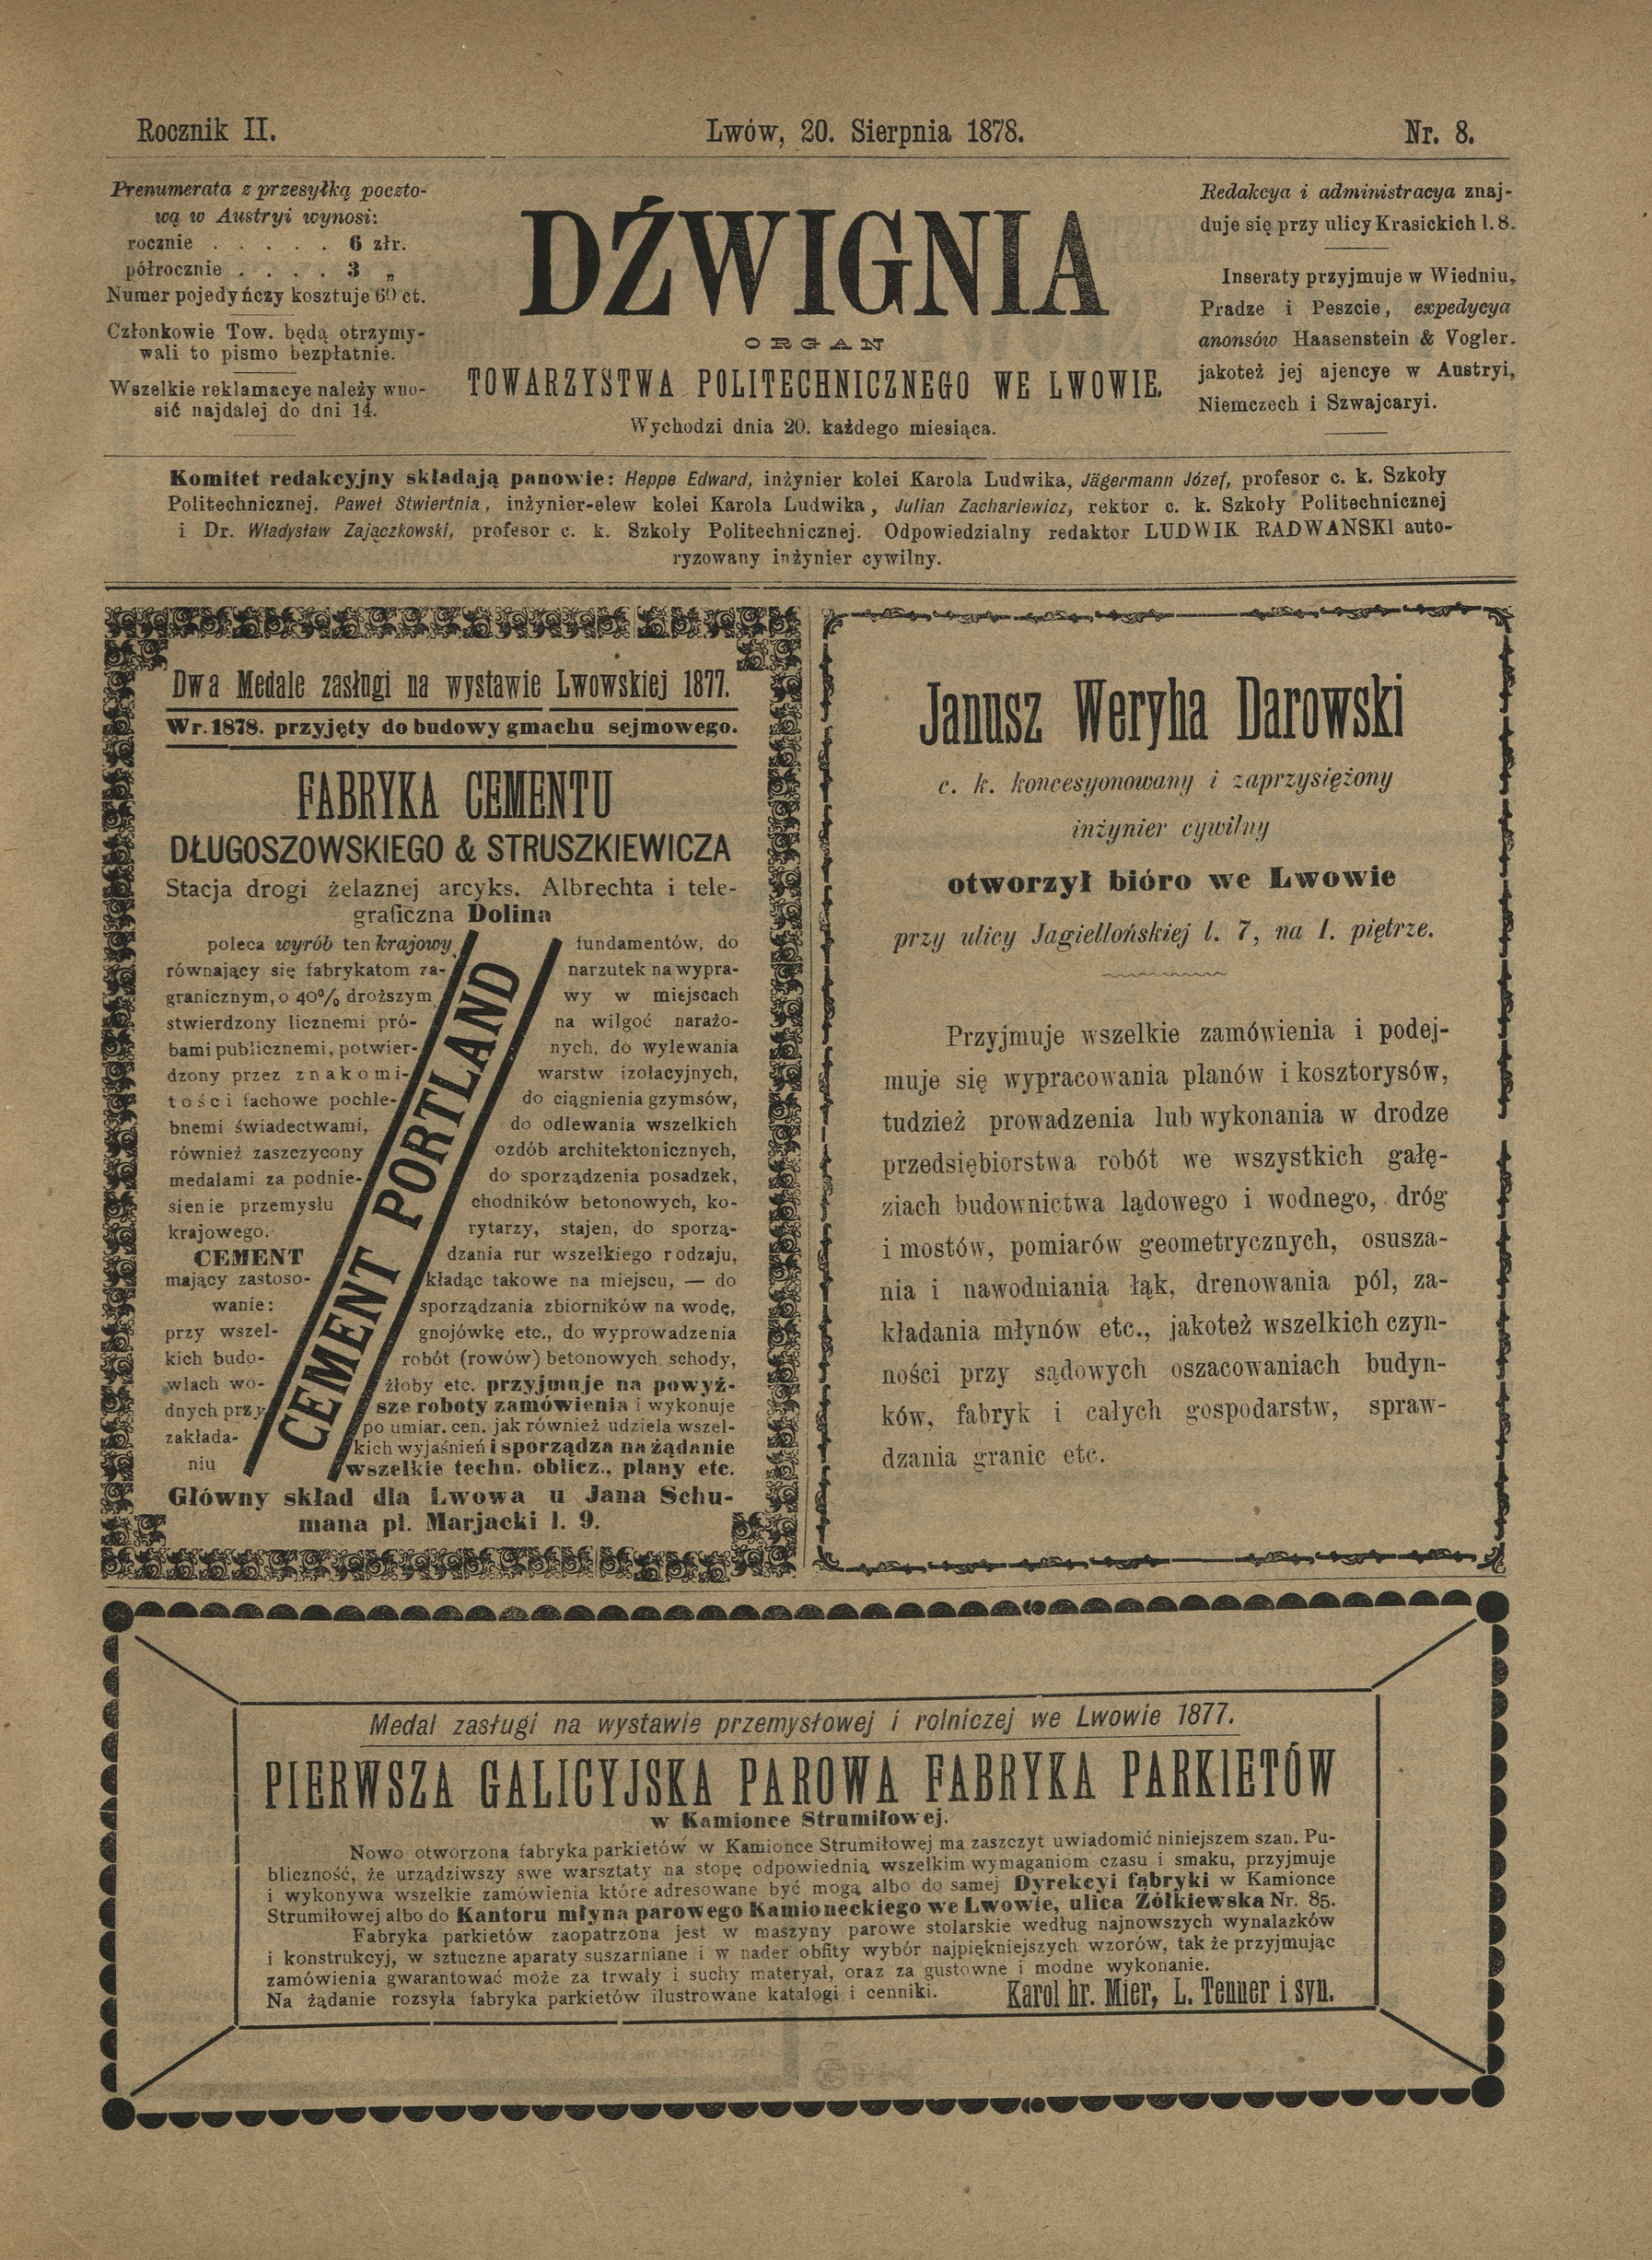 Rocznik II.
Lwów, 20. Sierpnia 1878.
Nr. 8.
Prenumerata z przesyłką poczto-
wą w Austryi wynosi:
rocznie . . . . . 6 złr.
półrocznie . . . . 3 „
Numer pojedyńczy kosztuje 60 ct.
Członkowie Tow. będą otrzymy-
wali to pismo bezpłatnie.
Wszelkie reklamacye należy wno-
sić najdalej do dni 14.
DŹWIGNIA
ORGAN
TOWARZYSTWA POLITECHNICZNEGO WE LWOWIE.
Wychodzi dnia 20. każdego miesiąca.
Redakcya i administracya znaj-
duje się przy ulicy Krasickich l. 8.
Inseraty przyjmuje w Wiedniu,
Pradze i Peszcie, expedycya
anonsów Haasenstein & Vogler.
jakoteż jej ajencye w Austryi,
Niemczech i Szwajcaryi.
Komitet redakcyjny składają panowie: Heppe Edward, inżynier kolei Karola Ludwika, Jägermann Józef, profesor c. k. Szkoły
Politechnicznej. Paweł Stwiertnia, inżynier-elew kolei Karola Ludwika, Julian Zachariewicz, rektor c. k. Szkoły Politechnicznej
i Dr. Władysław Zajączkowski, profesor c. k. Szkoły Politechnicznej. Odpowiedzialny redaktor LUDWIK RADWANSKI auto-
ryzowany inżynier cywilny.
Dwa Medale zasługi na wystawie Lwowskiej 1877.
W r. 1878. przyjęty do budowy gmachu sejmowego.
FABRYKA CEMENTU
DŁUGOSZOWSKIEGO & STRUSZKIEWICZA
Stacja drogi żelaznej arcyks. Albrechta i tele-
graficzna Dolina
poleca wyrób ten krajowy,
równający się fabrykatom za-
granicznym, o 40% droższym
stwierdzony licznemi pró-
bami publicznemi, potwier-
dzony przez znakomi-
tości fachowe pochle-
bnemi świadectwami,
również zaszczycony
medalami za podnie-
sienie przemysłu
krajowego.
CEMENT
mający zastoso-
wanie:
przy wszel-
kich budo-
wlach wo-
dnych przy
zakłada-
niu
CEMENT PORTLAND
fundamentów, do
narzutek na wypra-
wy w miejscach
na wilgoć narażo-
nych, do wylewania
warstw izolacyjnych,
do ciągnienia gzymsów,
do odlewania wszelkich
ozdób architektonicznych,
do sporządzenia posadzek,
chodników betonowych, ko-
rytarzy, stajen, do sporzą-
dzania rur wszelkiego rodzaju,
kładąc takowe na miejscu, — do
sporządzania zbiorników na wodę,
gnojówkę etc., do wyprowadzenia
robót (rowów) betonowych schody,
żłoby etc. przyjmuje na powyż-
sze roboty zamówienia i wykonuje
po umiar. cen. jak również udziela wszel-
kich wyjaśnień i sporządza na żądanie
wszelkie techn. oblicz., plany etc.
Główny skład dla Lwowa u Jana Schu-
mana pl. Marjacki l. 9.
Janusz Weryha Darowski
c. k. koncesyonowany i zaprzysiężony
inżynier cywilny
otworzył bióro we Lwowie
przy ulicy Jagiellońskiej l. 7, na I. piętrze.
Przyjmuje wszelkie zamówienia i podej-
muje się wypracowania planów i kosztorysów,
tudzież prowadzenia lub wykonania w drodze
przedsiębiorstwa robót we wszystkich gałę-
ziach budownictwa lądowego i wodnego, dróg
i mostów, pomiarów geometrycznych, osusza-
nia i nawodniania łąk, drenowania pól, za-
kładania młynów etc., jakoteż wszelkich czyn-
ności przy sądowych oszacowaniach budyn-
ków, fabryk i całych gospodarstw, spraw-
dzania granic etc.
Medal zasługi na wystawie przemysłowej i rolniczej we Lwowie 1877.
PIERWSZA GALICYJSKA PAROWA FABRYKA PARKIETÓW
w Kamionce Strumiłowej.
Nowo otworzona fabryka parkietów w Kamionce Strumiłowej ma zaszczyt uwiadomić niniejszem szan. Pu-
bliczność, że urządziwszy swe warsztaty na stopę odpowiednią wszelkim wymaganiom czasu i smaku, przyjmuje
i wykonywa wszelkie zamówienia które adresowane być mogą albo do samej Dyrekcyi fabryki w Kamionce
Strumiłowej albo do Kantoru młyna parowego Kamioneckiego we Lwowie, ulica Żółkiewska Nr. 85.
Fabryka parkietów zaopatrzona jest w maszyny parowe stolarskie według najnowszych wynalazków
i konstrukcyj, w sztuczne aparaty suszarniane i w nader obfity wybór najpiękniejszych wzorów, tak że przyjmując
zamówienia gwarantować może za trwały i suchy materyał, oraz za gustowne i modne wykonanie.
Na żądanie rozsyła fabryka parkietów ilustrowane katalogi i cenniki.
Karol hr. Mier, L. Tenner i syn.